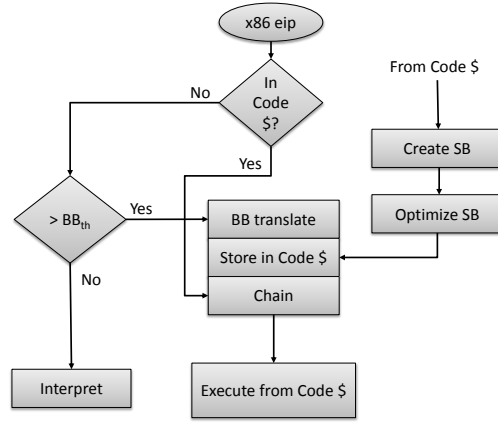 x86 eip
In
Code
$?
No
Yes
From Code $
Create SB
Optimize SB
> BBth
Yes
No
BB translate
Store in Code $
Chain
Interpret
Execute from Code $